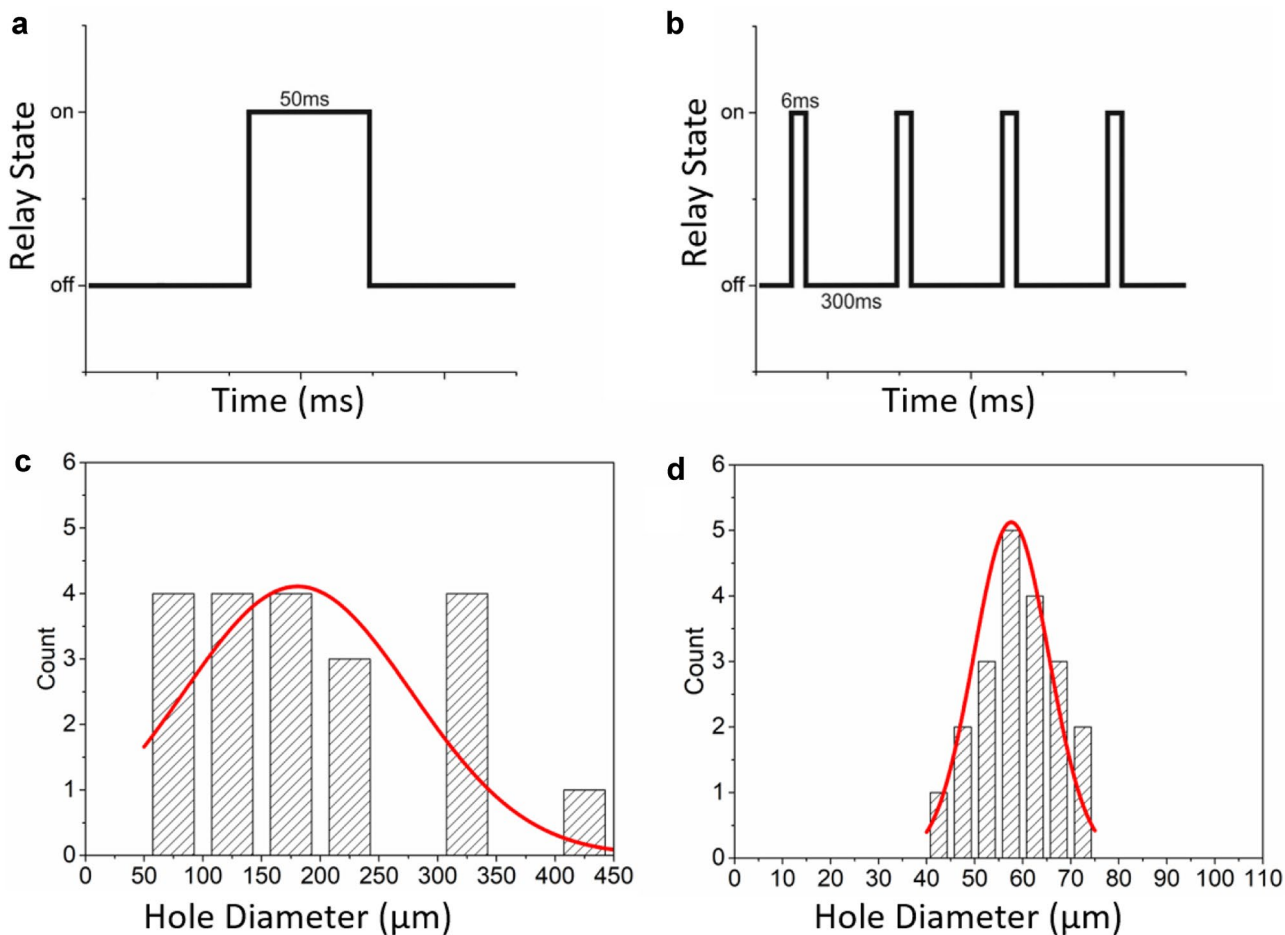 a
Relay State
on
off
50ms
Time (ms)
b
Relay State
on
off
6ms
300ms
Time (ms)
c
Count
6
5
4
3
2
1
0
0 50 100 150 200 250 300 350 400 450
Hole Diameter (μm)
d
Count
6
5
4
3
2
1
0
0 10 20 30 40 50 60 70 80 90 100 110
Hole Diameter (μm)